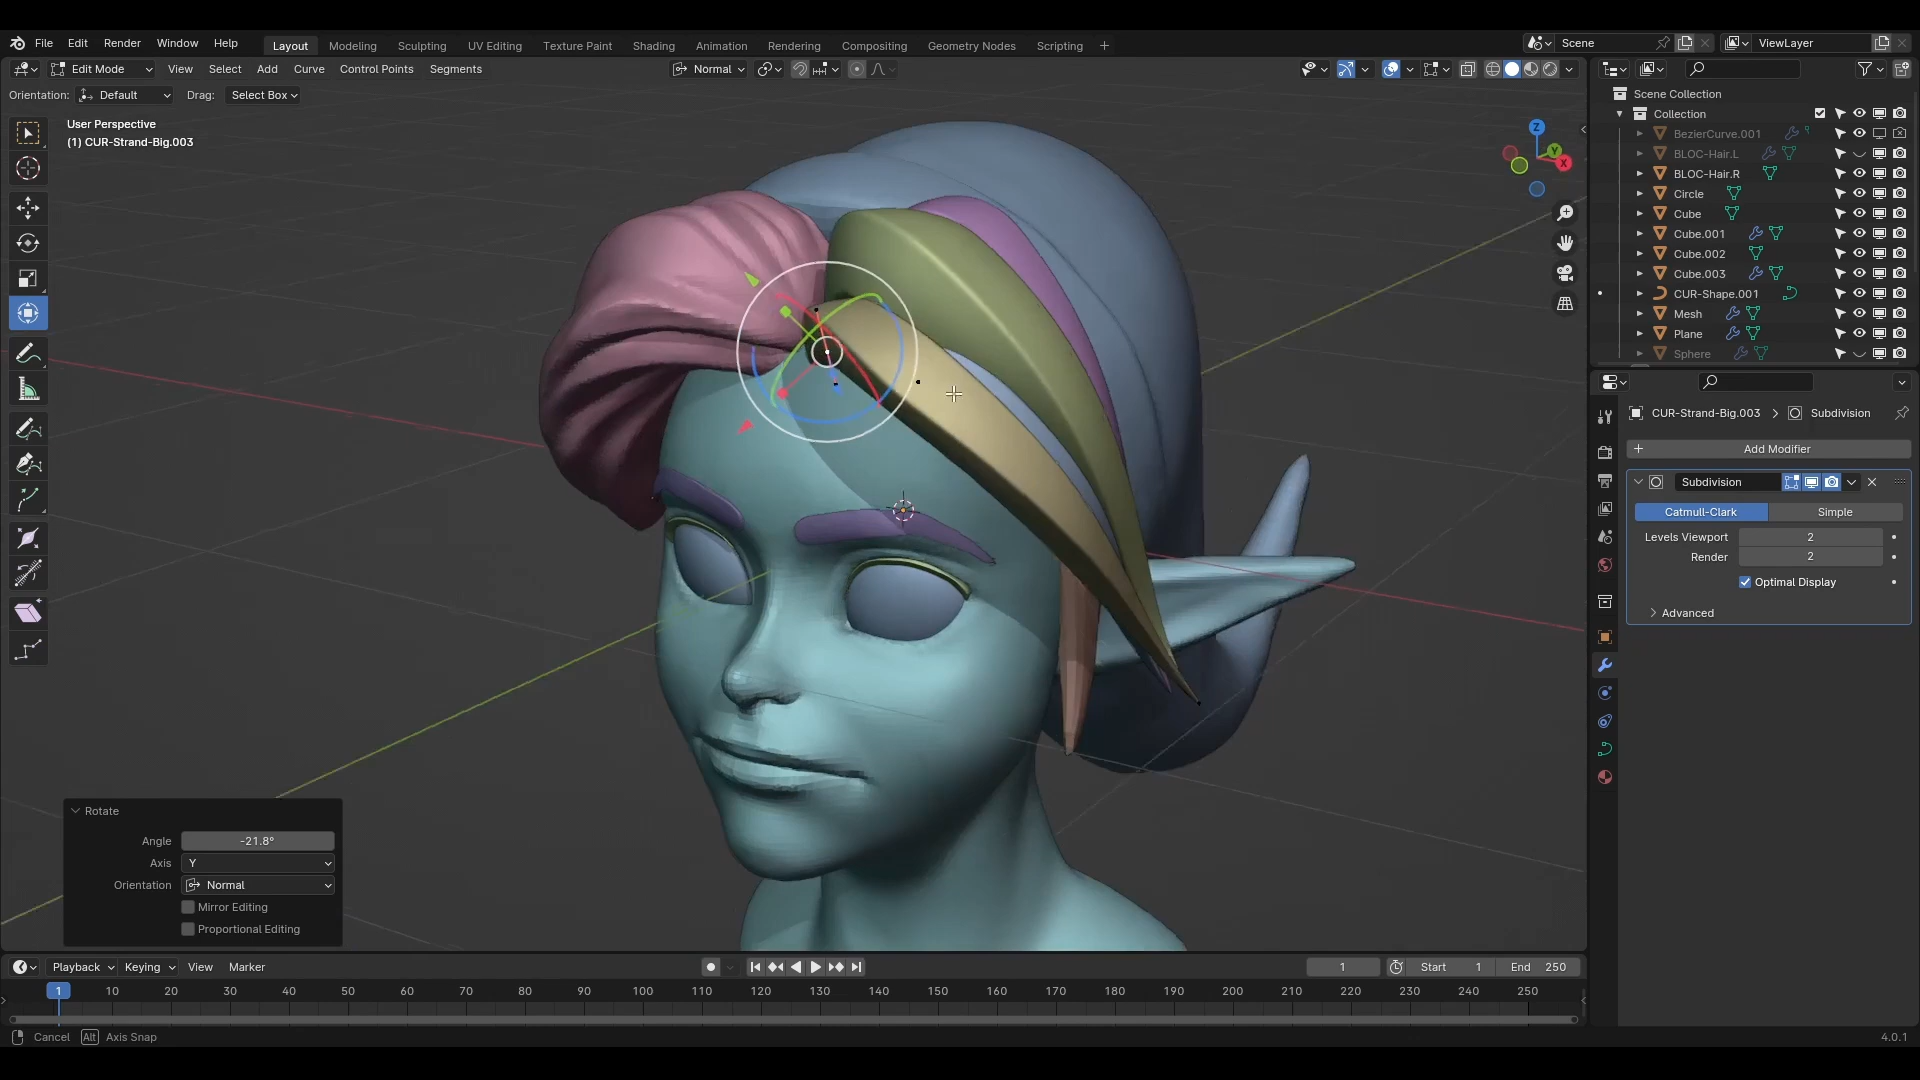 File Edit Render Window Help Layout Modeling Sculpting UV Editing Texture Paint Shading Animation Rendering Compositing Geometry Nodes Scripting + Scene ViewLayer
Edit Mode View Select Add Curve Control Points Segments Normal
Orientation: Default Drag: Select Box
User Perspective
(1) CUR-Strand-Big.003
Z
Y
X
Scene Collection
Collection
BezierCurve.001
BLOC-Hair.L
BLOC-Hair.R
Circle
Cube
Cube.001
Cube.002
Cube.003
CUR-Shape.001
Mesh
Plane
Sphere
CUR-Strand-Big.003 > Subdivision
+ Add Modifier
Subdivision
Catmull-Clark Simple
Levels Viewport 2
Render 2
Optimal Display
Advanced
Rotate
Angle -21.8°
Axis Y
Orientation Normal
Mirror Editing
Proportional Editing
Playback Keying View Marker 1 Start 1 End 250
1 10 20 30 40 50 60 70 80 90 100 110 120 130 140 150 160 170 180 190 200 210 220 230 240 250
Cancel Alt Axis Snap 4.0.1